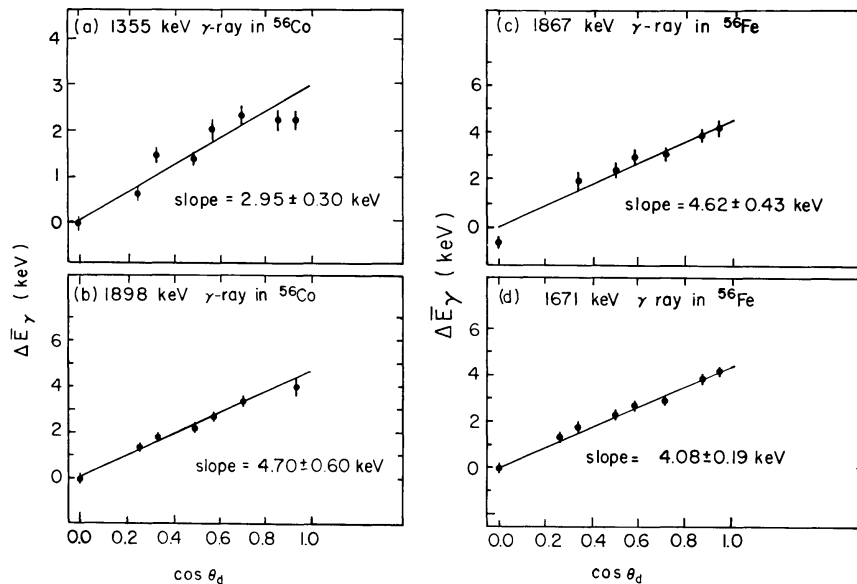 (a) 1355 keV γ-ray in ⁵⁶Co
4
3
2
1
0
slope = 2.95 ± 0.30 keV
(b) 1898 keV γ-ray in ⁵⁶Co
6
4
2
0
slope = 4.70 ± 0.60 keV
0.0 0.2 0.4 0.6 0.8 1.0
cos θd
ΔE̅γ (keV)
(c) 1867 keV γ-ray in ⁵⁶Fe
6
4
2
0
slope = 4.62 ± 0.43 keV
(d) 1671 keV γ ray in ⁵⁶Fe
6
4
2
0
slope = 4.08 ± 0.19 keV
0.0 0.2 0.4 0.6 0.8 1.0
cos θd
ΔE̅γ (keV)